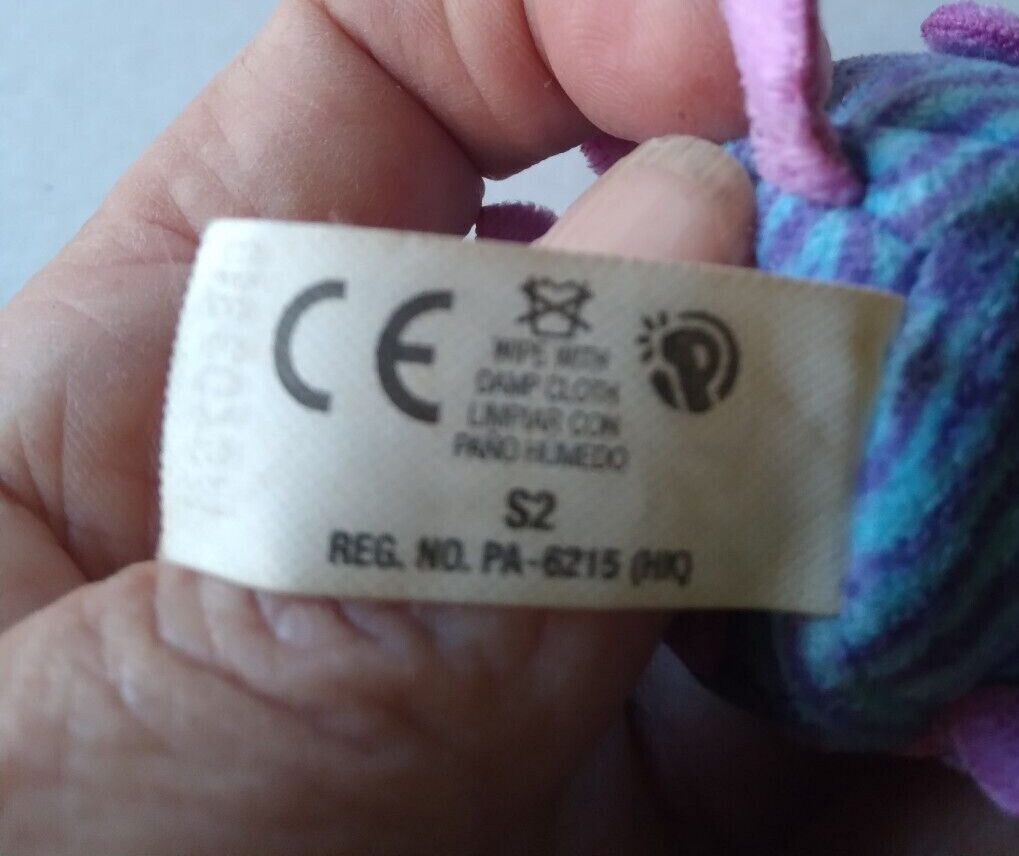 CE
WIPE WITH
DAMP CLOTH
LIMPIAR CON
PAÑO HUMEDO
S2
REG. NO. PA-6215 (HK)